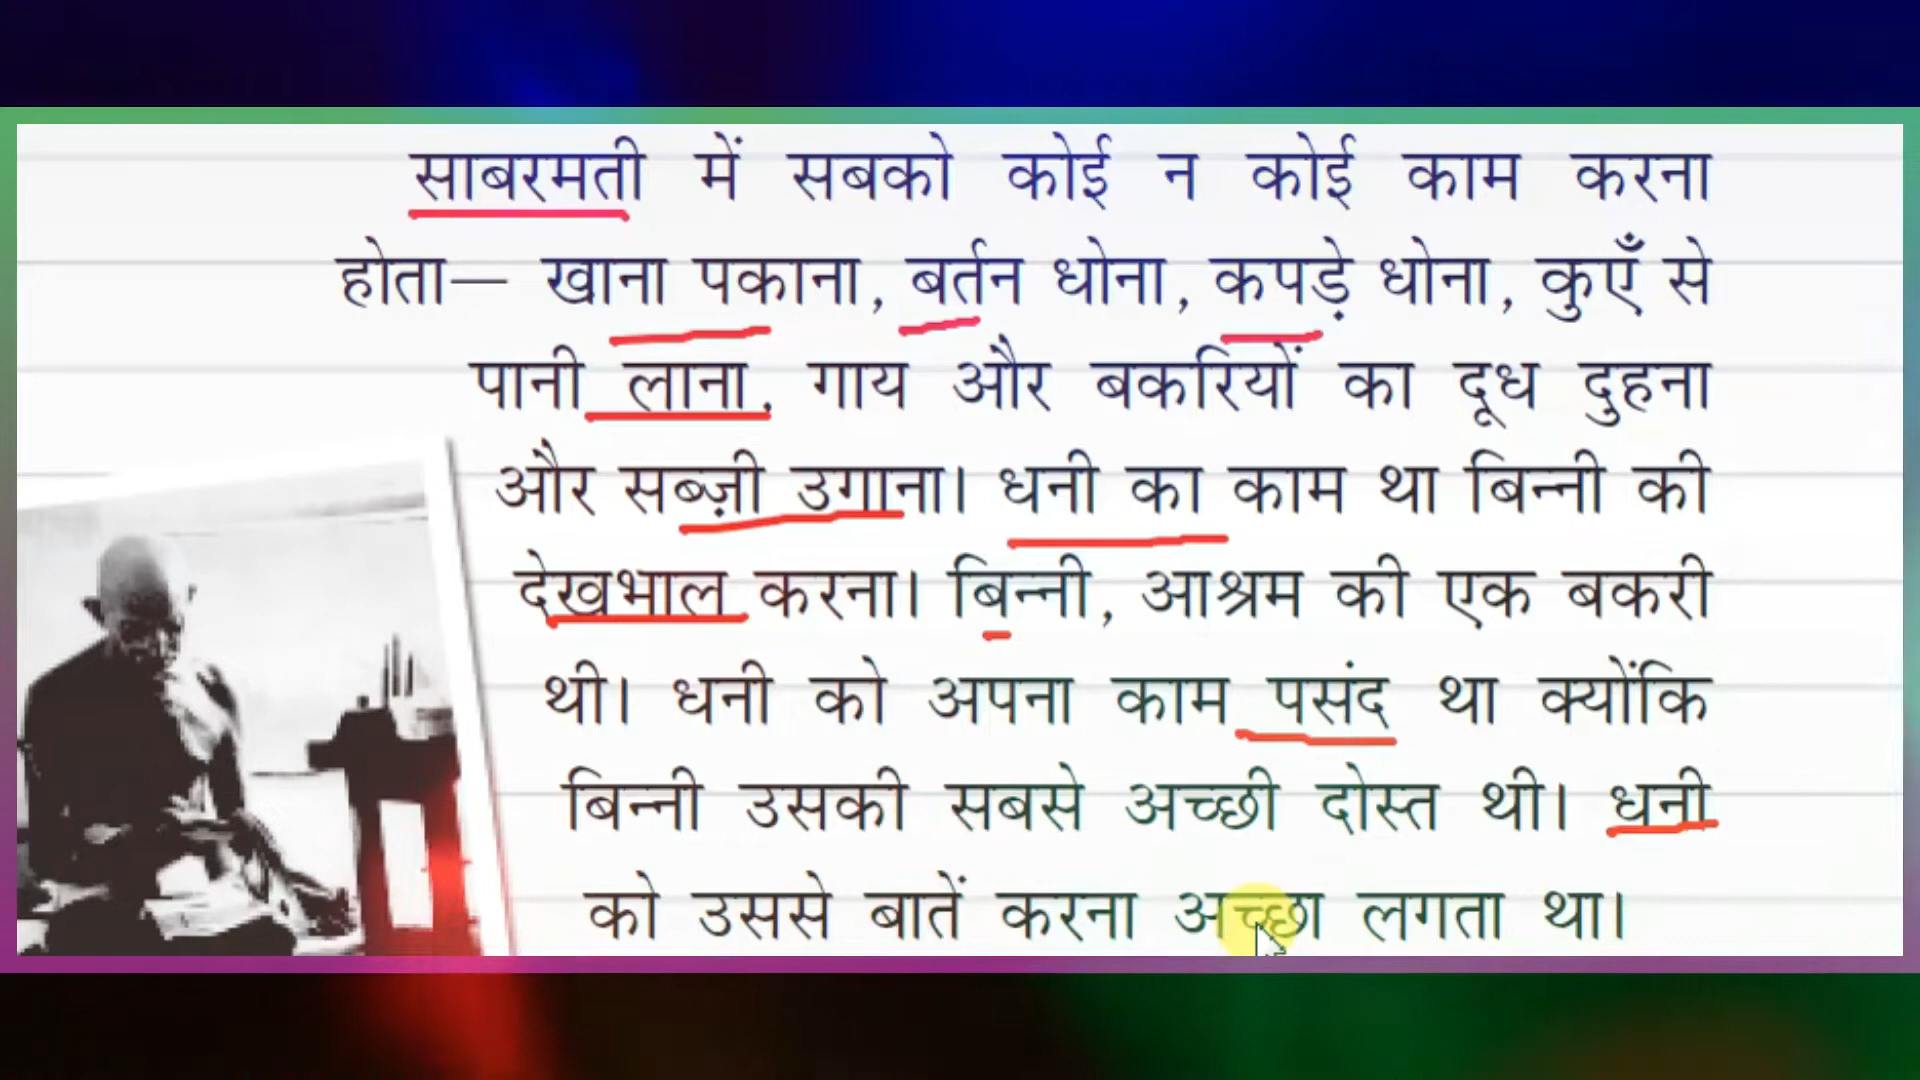 साबरमती में सबको कोई न कोई काम करना
होता— खाना पकाना, बर्तन धोना, कपड़े धोना, कुएँ से
पानी लाना, गाय और बकरियों का दूध दुहना
और सब्ज़ी उगाना। धनी का काम था बिन्नी की
देखभाल करना। बिन्नी, आश्रम की एक बकरी
थी। धनी को अपना काम पसंद था क्योंकि
बिन्नी उसकी सबसे अच्छी दोस्त थी। धनी
को उससे बातें करना अच्छा लगता था।